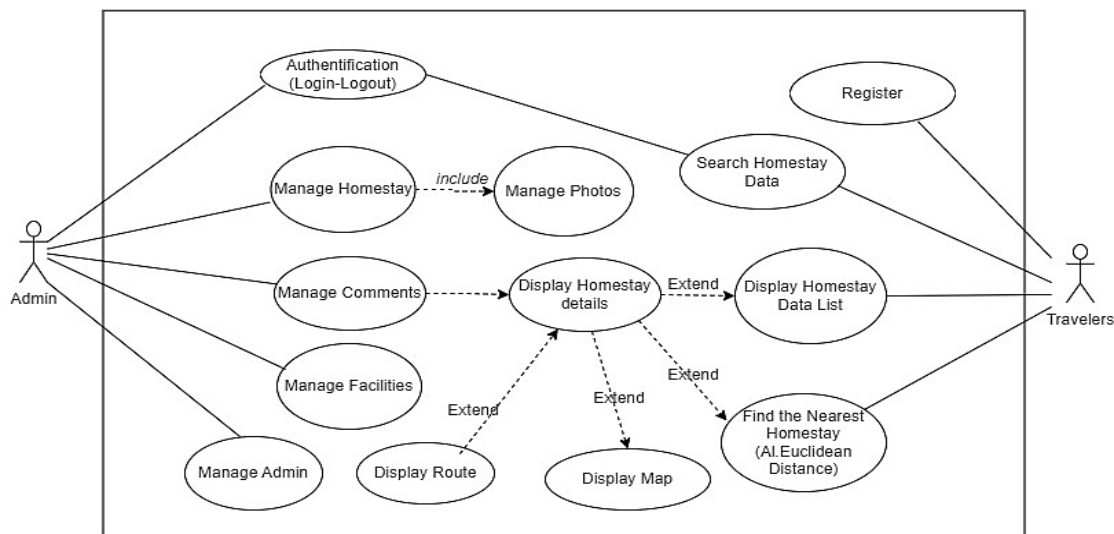 Authentification
(Login-Logout)
Register
Search Homestay
Data
Manage Homestay
include
Manage Photos
Admin
Travelers
Manage Comments
Display Homestay
details
Extend
Display Homestay
Data List
Manage Facilities
Extend
Extend
Extend
Find the Nearest
Homestay
(Al.Euclidean
Distance)
Manage Admin
Display Route
Display Map